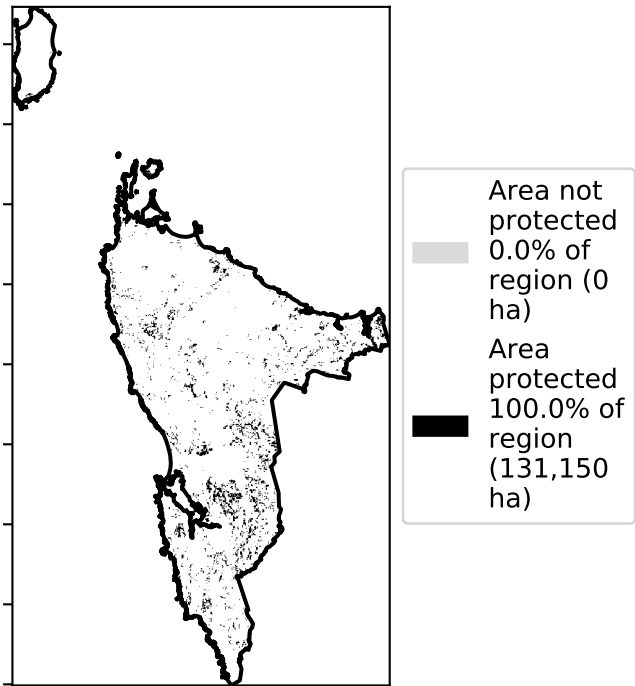 Area not
protected
0.0% of
region (0
ha)
Area
protected
100.0% of
region
(131,150
ha)